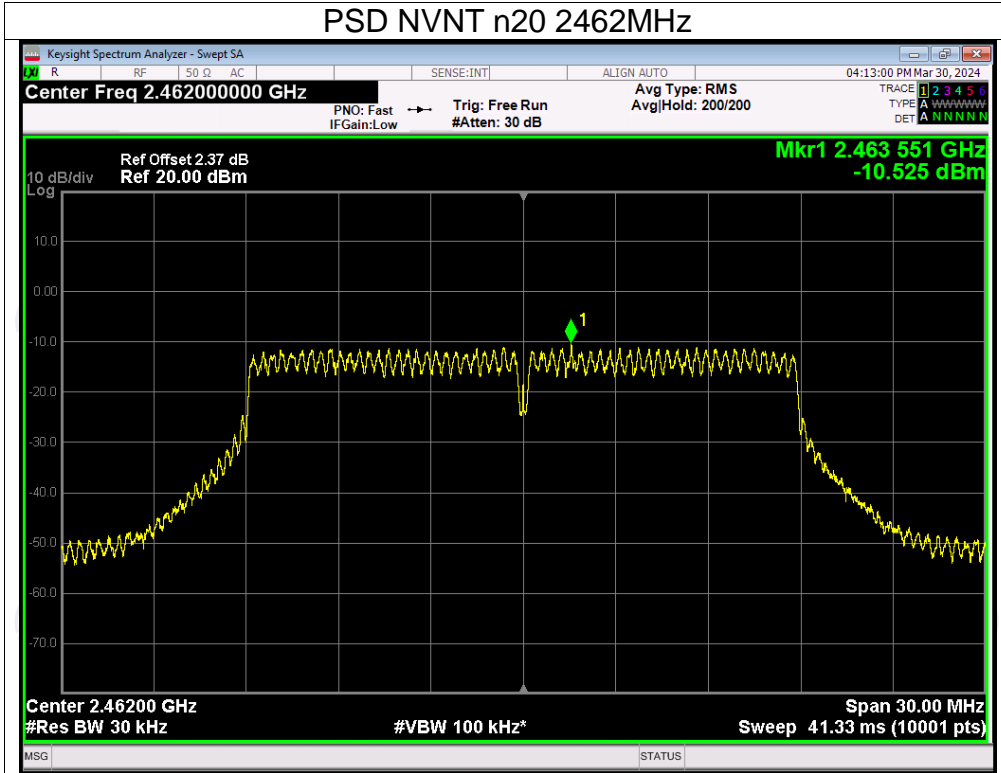 PSD NVNT n20 2462MHz
Keysight Spectrum Analyzer - Swept SA
LXI R RF 50 Ω AC SENSE:INT ALIGN AUTO 04:13:00 PM Mar 30, 2024
Center Freq 2.462000000 GHz
PNO: Fast
IFGain:Low
Trig: Free Run
#Atten: 30 dB
Avg Type: RMS
Avg|Hold: 200/200
TRACE 1 2 3 4 5 6
TYPE A WWWWW
DET A N N N N N
Mkr1 2.463 551 GHz
-10.525 dBm
Ref Offset 2.37 dB
10 dB/div Ref 20.00 dBm
Log
10.0
0.00
1
-10.0
-20.0
-30.0
-40.0
-50.0
-60.0
-70.0
Center 2.46200 GHz Span 30.00 MHz
#Res BW 30 kHz #VBW 100 kHz* Sweep 41.33 ms (10001 pts)
MSG STATUS